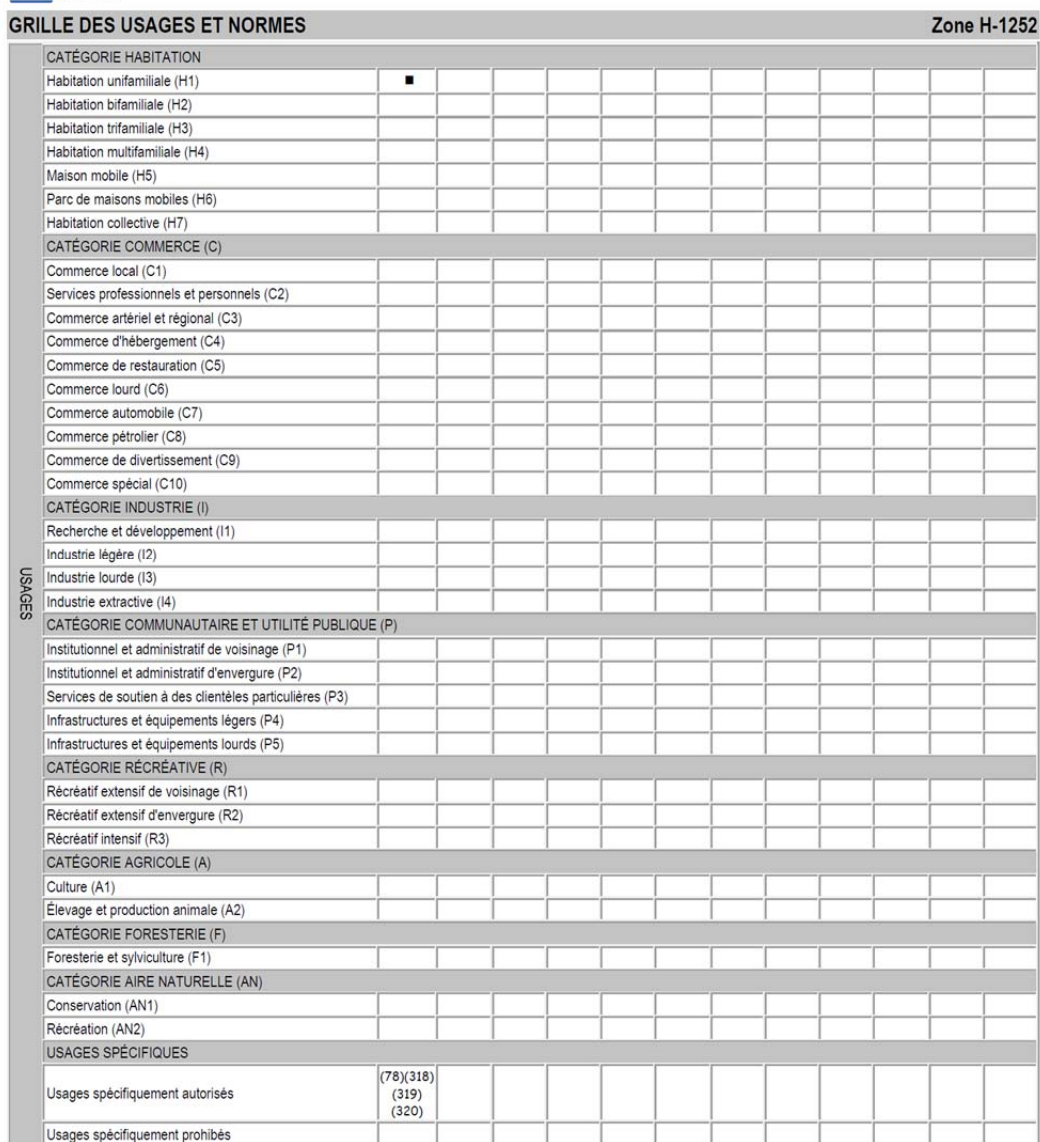 GRILLE DES USAGES ET NORMES Zone H-1252
USAGES
CATÉGORIE HABITATION
Habitation unifamiliale (H1) ■
Habitation bifamiliale (H2)
Habitation trifamiliale (H3)
Habitation multifamiliale (H4)
Maison mobile (H5)
Parc de maisons mobiles (H6)
Habitation collective (H7)
CATÉGORIE COMMERCE (C)
Commerce local (C1)
Services professionnels et personnels (C2)
Commerce artériel et régional (C3)
Commerce d'hébergement (C4)
Commerce de restauration (C5)
Commerce lourd (C6)
Commerce automobile (C7)
Commerce pétrolier (C8)
Commerce de divertissement (C9)
Commerce spécial (C10)
CATÉGORIE INDUSTRIE (I)
Recherche et développement (I1)
Industrie légère (I2)
Industrie lourde (I3)
Industrie extractive (I4)
CATÉGORIE COMMUNAUTAIRE ET UTILITÉ PUBLIQUE (P)
Institutionnel et administratif de voisinage (P1)
Institutionnel et administratif d'envergure (P2)
Services de soutien à des clientèles particulières (P3)
Infrastructures et équipements légers (P4)
Infrastructures et équipements lourds (P5)
CATÉGORIE RÉCRÉATIVE (R)
Récréatif extensif de voisinage (R1)
Récréatif extensif d'envergure (R2)
Récréatif intensif (R3)
CATÉGORIE AGRICOLE (A)
Culture (A1)
Élevage et production animale (A2)
CATÉGORIE FORESTERIE (F)
Foresterie et sylviculture (F1)
CATÉGORIE AIRE NATURELLE (AN)
Conservation (AN1)
Récréation (AN2)
USAGES SPÉCIFIQUES
Usages spécifiquement autorisés (78)(318)
(319)
(320)
Usages spécifiquement prohibés